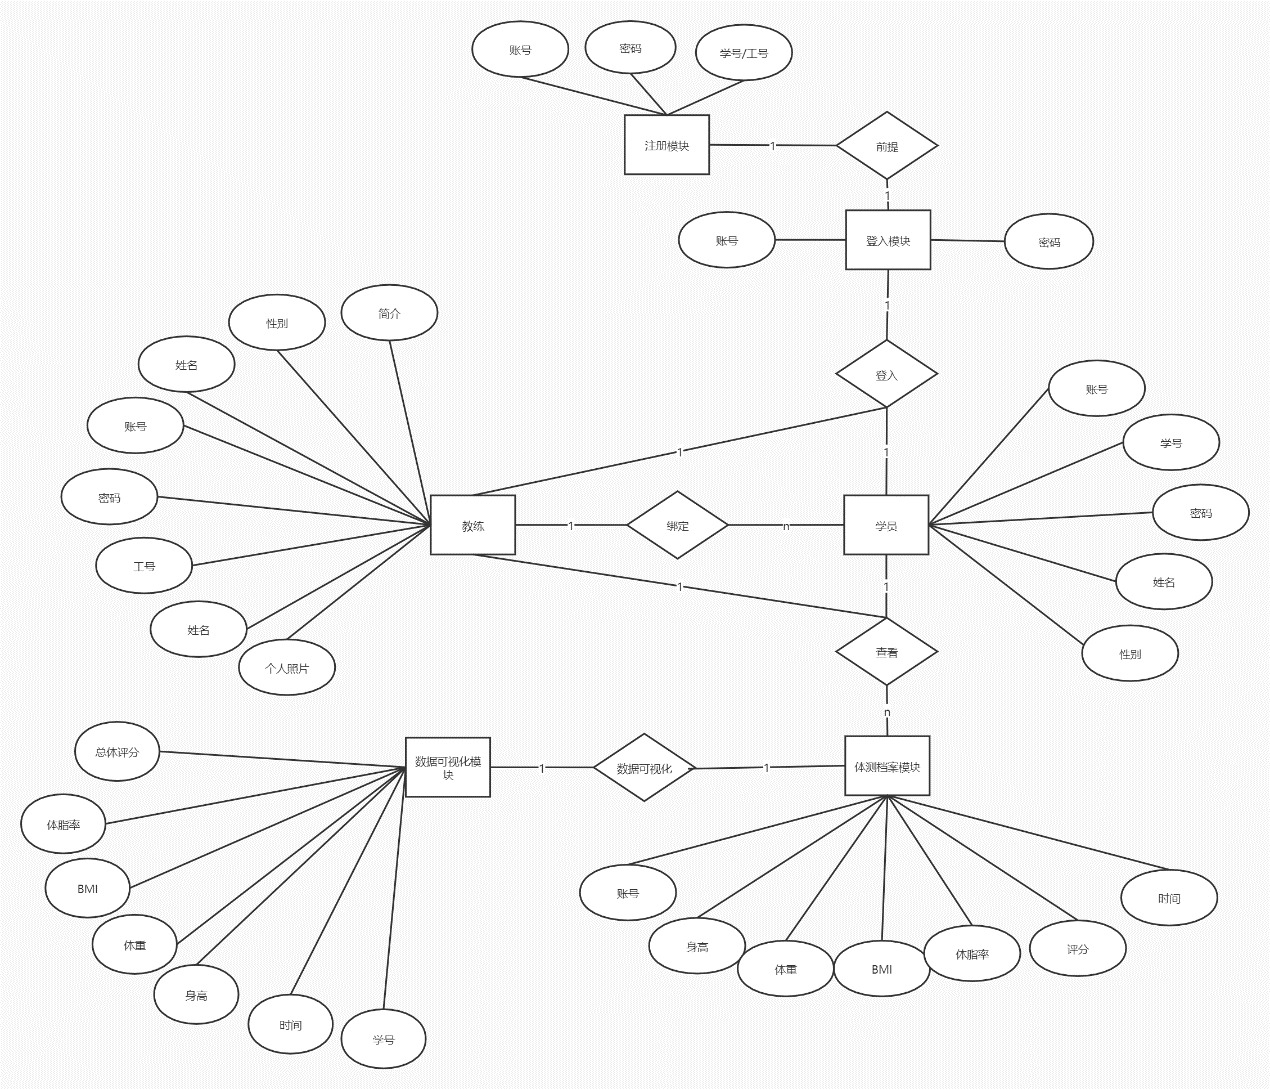 账号
密码
学号/工号
注册模块
1
前提
1
账号
登入模块
密码
1
登入
简介
性别
姓名
账号
密码
工号
姓名
个人照片
教练
1
1
绑定
n
1
学员
账号
学号
密码
姓名
性别
1
1
查看
n
总体评分
体脂率
BMI
体重
身高
时间
学号
数据可视化模
块
1
数据可视化
1
体测档案模块
账号
身高
体重
BMI
体脂率
评分
时间